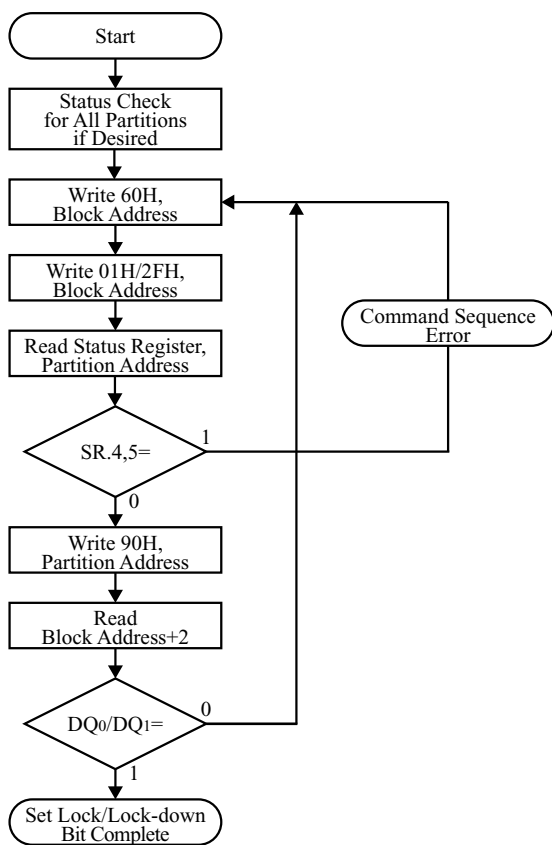 Start
Status Check
for All Partitions
if Desired
Write 60H,
Block Address
Write 01H/2FH,
Block Address
Command Sequence
Error
Read Status Register,
Partition Address
1
SR.4,5=
0
Write 90H,
Partition Address
Read
Block Address+2
0
DQ0/DQ1=
1
Set Lock/Lock-down
Bit Complete